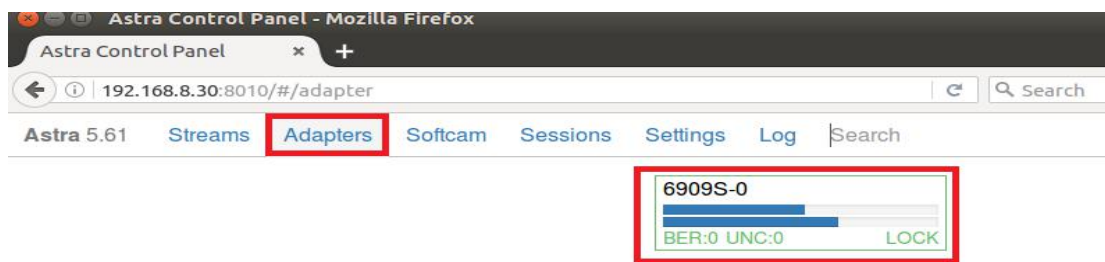 Astra Control Panel - Mozilla Firefox
Astra Control Panel × +
192.168.8.30:8010/#/adapter Search
Astra 5.61 Streams Adapters Softcam Sessions Settings Log Search
6909S-0
BER:0 UNC:0 LOCK